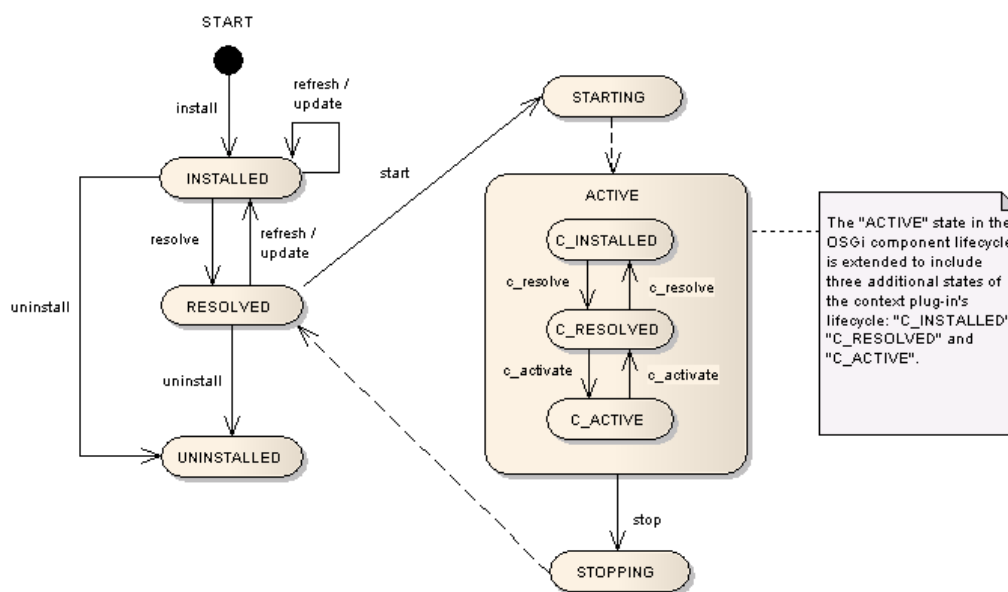 START
install
refresh /
update
INSTALLED
resolve
refresh /
update
RESOLVED
uninstall
uninstall
UNINSTALLED
start
STARTING
ACTIVE
C_INSTALLED
c_resolve
c_resolve
C_RESOLVED
c_activate
c_activate
C_ACTIVE
stop
STOPPING
The "ACTIVE" state in the
OSGi component lifecycle
is extended to include
three additional states of
the context plug-in's
lifecycle: "C_INSTALLED"
"C_RESOLVED" and
"C_ACTIVE".